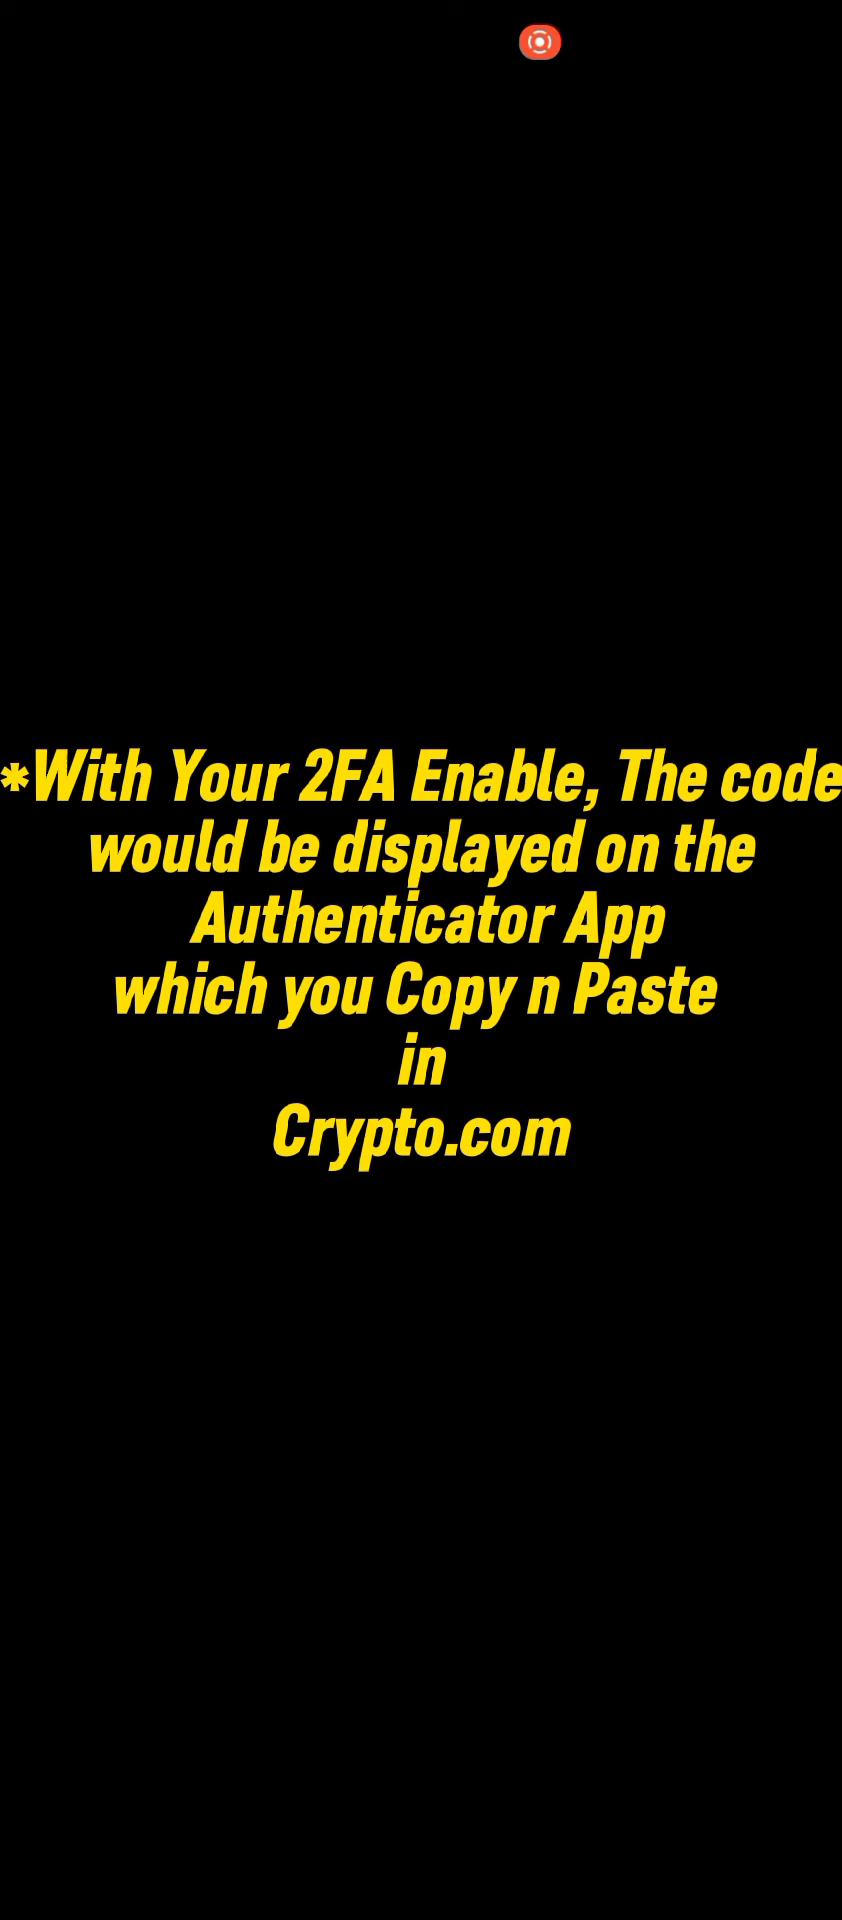 *With Your 2FA Enable, The code
would be displayed on the
Authenticator App
which you Copy n Paste
in
Crypto.com